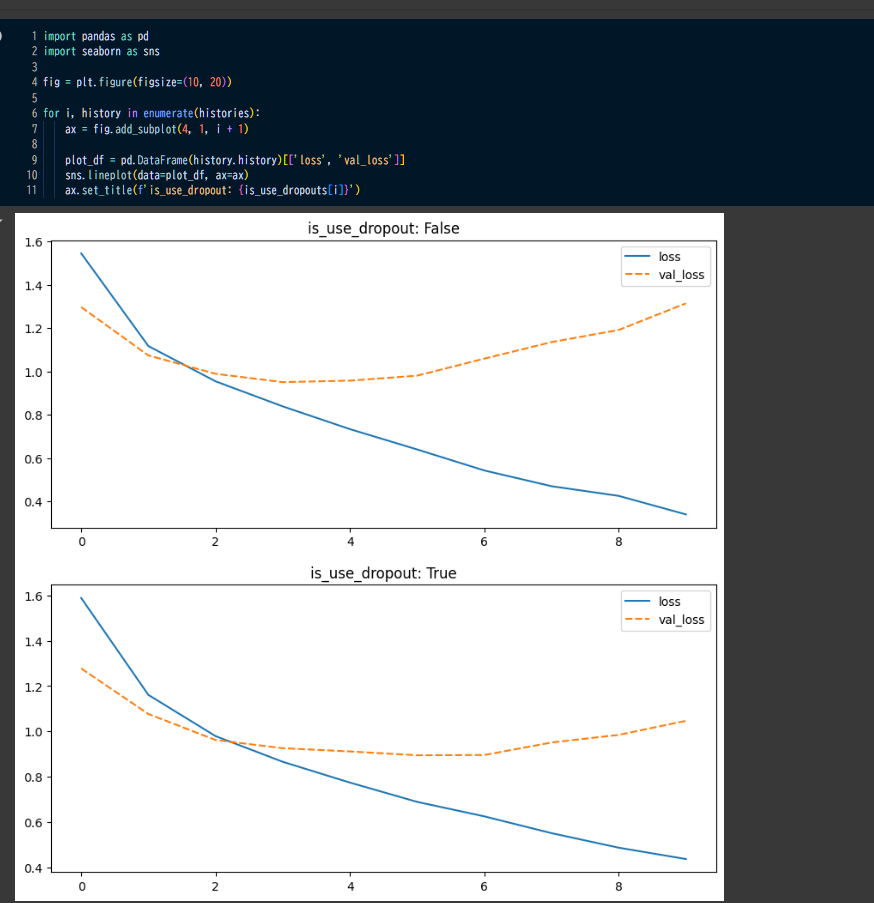 1 import pandas as pd
2 import seaborn as sns
3
4 fig = plt.figure(figsize=(10, 20))
5
6 for i, history in enumerate(histories):
7     ax = fig.add_subplot(4, 1, i + 1)
8
9     plot_df = pd.DataFrame(history.history)[['loss', 'val_loss']]
10     sns.lineplot(data=plot_df, ax=ax)
11     ax.set_title(f'is_use_dropout: {is_use_dropouts[i]}')
is_use_dropout: False
loss
val_loss
1.6
1.4
1.2
1.0
0.8
0.6
0.4
0 2 4 6 8
is_use_dropout: True
loss
val_loss
1.6
1.4
1.2
1.0
0.8
0.6
0.4
0 2 4 6 8